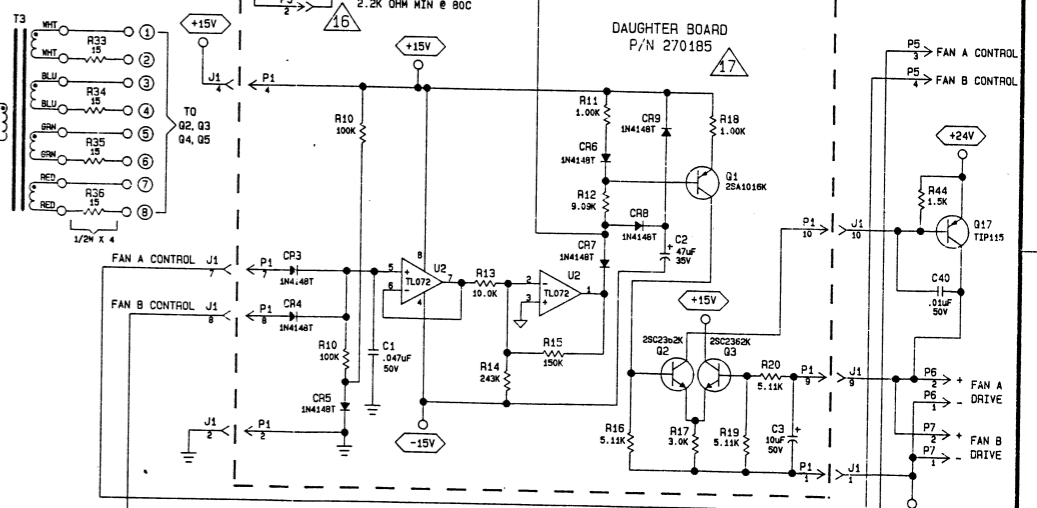 P3
2
2.2K OHM MIN @ 80C
16
T3
WHT
1
WHT
R33
15
2
BLU
3
BLU
R34
15
4
GRN
5
GRN
R35
15
6
RED
7
RED
R36
15
8
1/2W X 4
TO
Q2, Q3
Q4, Q5
+15V
J1
4
P1
4
+15V
R10
100K
DAUGHTER BOARD
P/N 270185
17
R11
1.00K
CR9
1N4148T
R18
1.00K
CR6
1N4148T
Q1
2SA1016K
R12
9.09K
CR8
1N4148T
C2
+
47uF
35V
CR7
1N4148T
P5
3
FAN A CONTROL
P5
4
FAN B CONTROL
+24V
R44
1.5K
Q17
TIP115
P1
10
J1
10
C40
.01uF
50V
FAN A CONTROL
J1
7
P1
7
CR3
1N4148T
FAN B CONTROL
J1
8
P1
8
CR4
1N4148T
5
+
6
-
8
U2
TL072
7
4
R13
10.0K
2
-
3
+
U2
TL072
1
R15
150K
R14
243K
R10
100K
C1
.047uF
50V
CR5
1N4148T
J1
2
P1
2
-15V
+15V
2SC2362K
Q2
2SC2362K
Q3
R20
5.11K
P1
9
J1
9
R16
5.11K
R17
3.0K
R19
5.11K
C3
10uF
50V
+
P1
1
J1
1
P6
2
+
FAN A
DRIVE
P6
1
-
P7
2
+
FAN B
DRIVE
P7
1
-